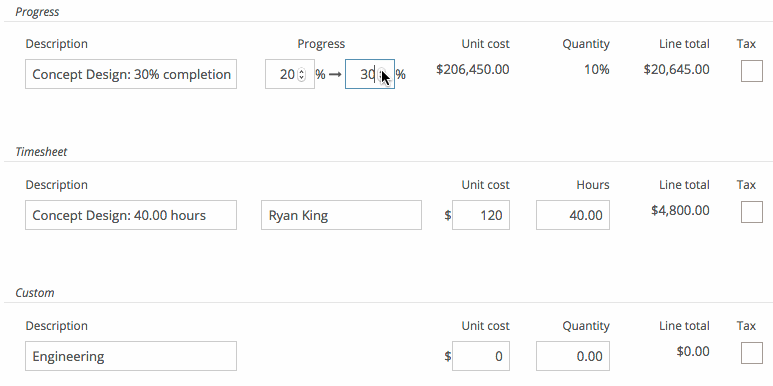 Progress
Description Progress Unit cost Quantity Line total Tax
Concept Design: 30% completion 20 % → 30 % $206,450.00 10% $20,645.00
Timesheet
Description Unit cost Hours Line total Tax
Concept Design: 40.00 hours Ryan King $ 120 40.00 $4,800.00
Custom
Description Unit cost Quantity Line total Tax
Engineering $ 0 0.00 $0.00